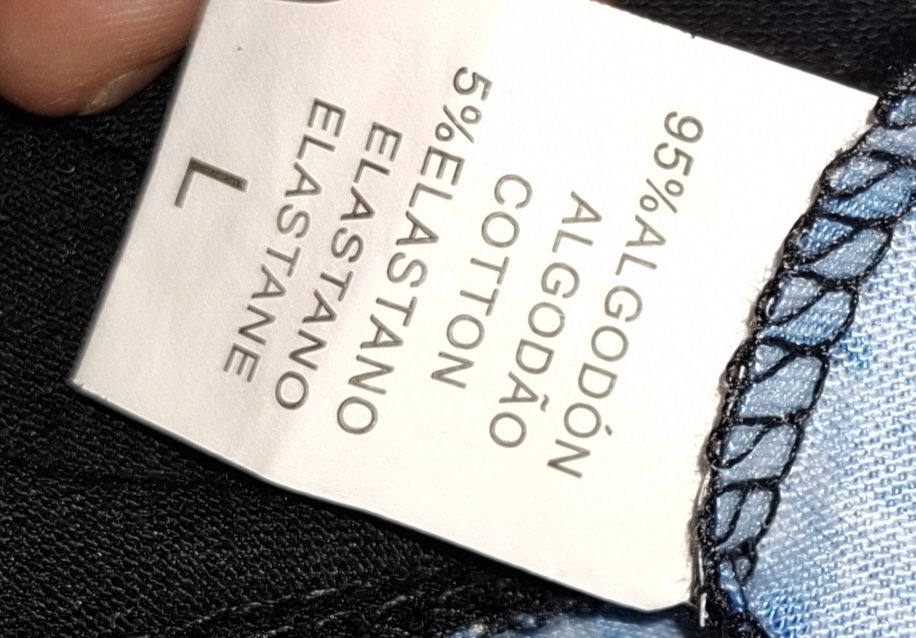 95%ALGODÓN
ALGODÃO
COTTON
5%ELASTANO
ELASTANO
ELASTANE
L